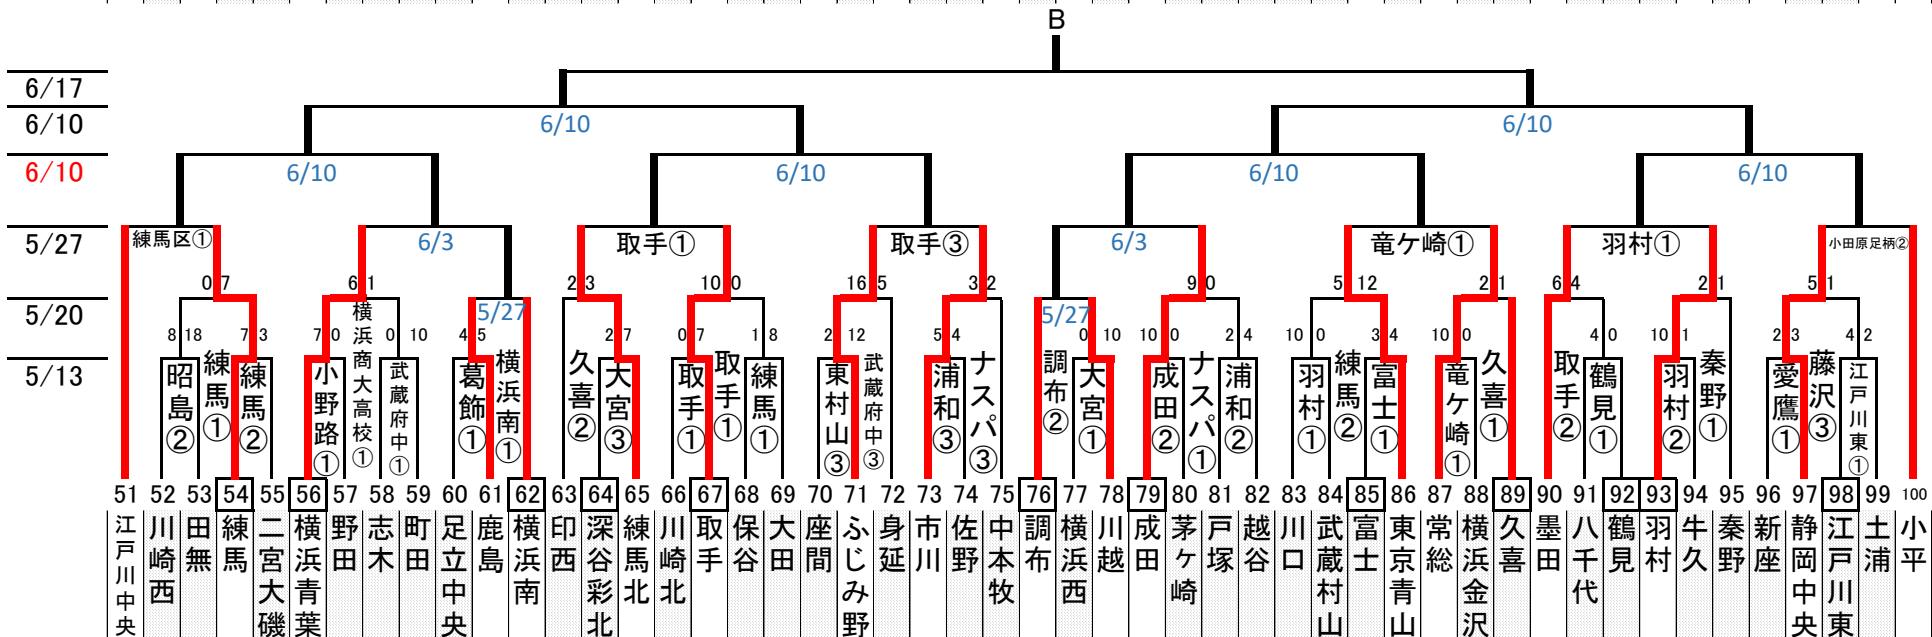 B
6/17
6/10
6/10
6/10
6/10
6/10
6/10
6/10
6/10
5/27
練馬区①
6/3
取手①
取手③
6/3
竜ケ崎①
羽村①
小田原足柄②
0 7
6 1
2 3
10 0
16 5
3 2
9 0
5 12
2 1
6 4
2 1
5 1
5/20
5/27
5/27
8 18
7 3
7 0
0 10
4 5
2 7
0 7
1 8
2 12
5 4
0 10
10 0
2 4
10 0
3 4
10 0
4 0
10 1
2 3
4 2
5/13
昭島②
練馬①
練馬②
小野路①
横浜商大高校①
武蔵府中①
葛飾①
横浜南①
久喜②
大宮③
取手①
取手①
練馬①
東村山③
武蔵府中③
浦和③
ナスパ③
調布②
大宮①
成田②
ナスパ①
浦和②
羽村①
練馬②
富士①
竜ケ崎①
久喜①
取手②
鶴見①
羽村②
秦野①
愛鷹①
藤沢③
江戸川東①
51 52 53 54 55 56 57 58 59 60 61 62 63 64 65 66 67 68 69 70 71 72 73 74 75 76 77 78 79 80 81 82 83 84 85 86 87 88 89 90 91 92 93 94 95 96 97 98 99 100
江戸川中央
川崎西
田無
練馬
二宮大磯
横浜青葉
野田
志木
町田
足立中央
鹿島
横浜南
印西
深谷彩北
練馬北
川崎北
取手
保谷
大田
座間
ふじみ野
身延
市川
佐野
中本牧
調布
横浜西
川越
成田
茅ヶ崎
戸塚
越谷
川口
武蔵村山
富士
東京青山
常総
横浜金沢
久喜
墨田
八千代
鶴見
羽村
牛久
秦野
新座
静岡中央
江戸川東
土浦
小平